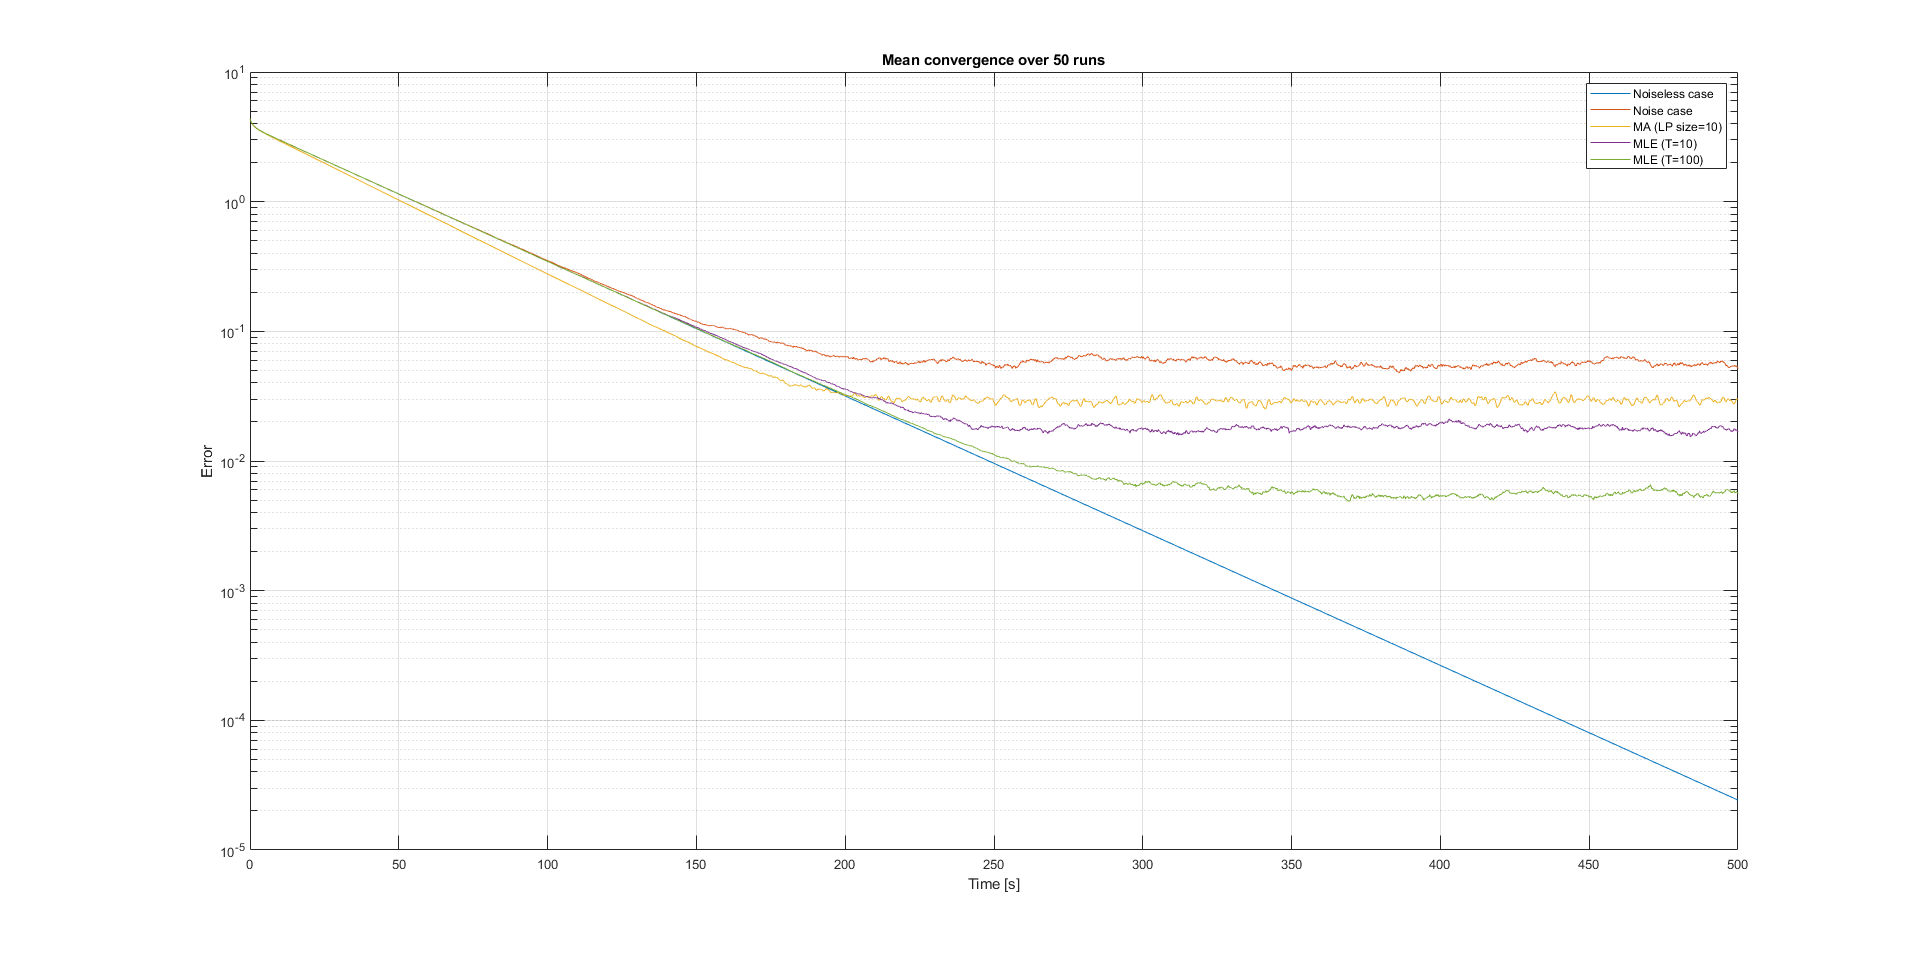 Mean convergence over 50 runs
10^1
10^0
10^-1
10^-2
10^-3
10^-4
10^-5
Error
Noiseless case
Noise case
MA (LP size=10)
MLE (T=10)
MLE (T=100)
0 50 100 150 200 250 300 350 400 450 500
Time [s]